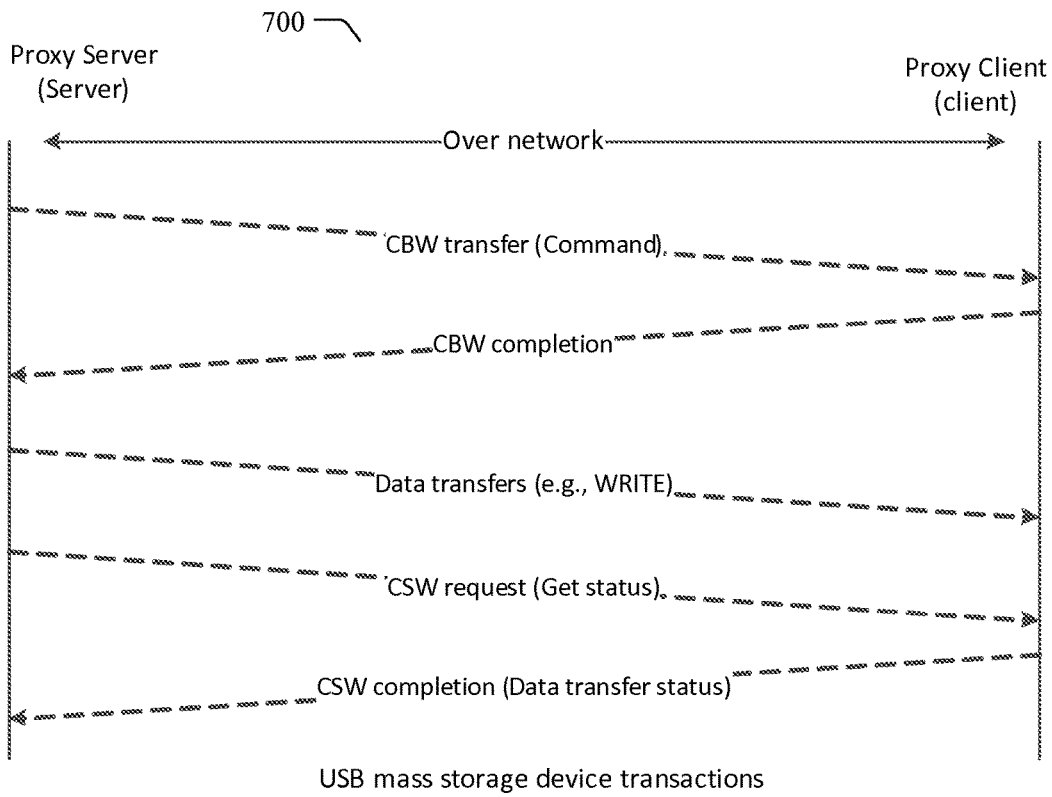 700
Proxy Server
(Server)
Proxy Client
(client)
Over network
CBW transfer (Command)
CBW completion
Data transfers (e.g., WRITE)
CSW request (Get status)
CSW completion (Data transfer status)
USB mass storage device transactions